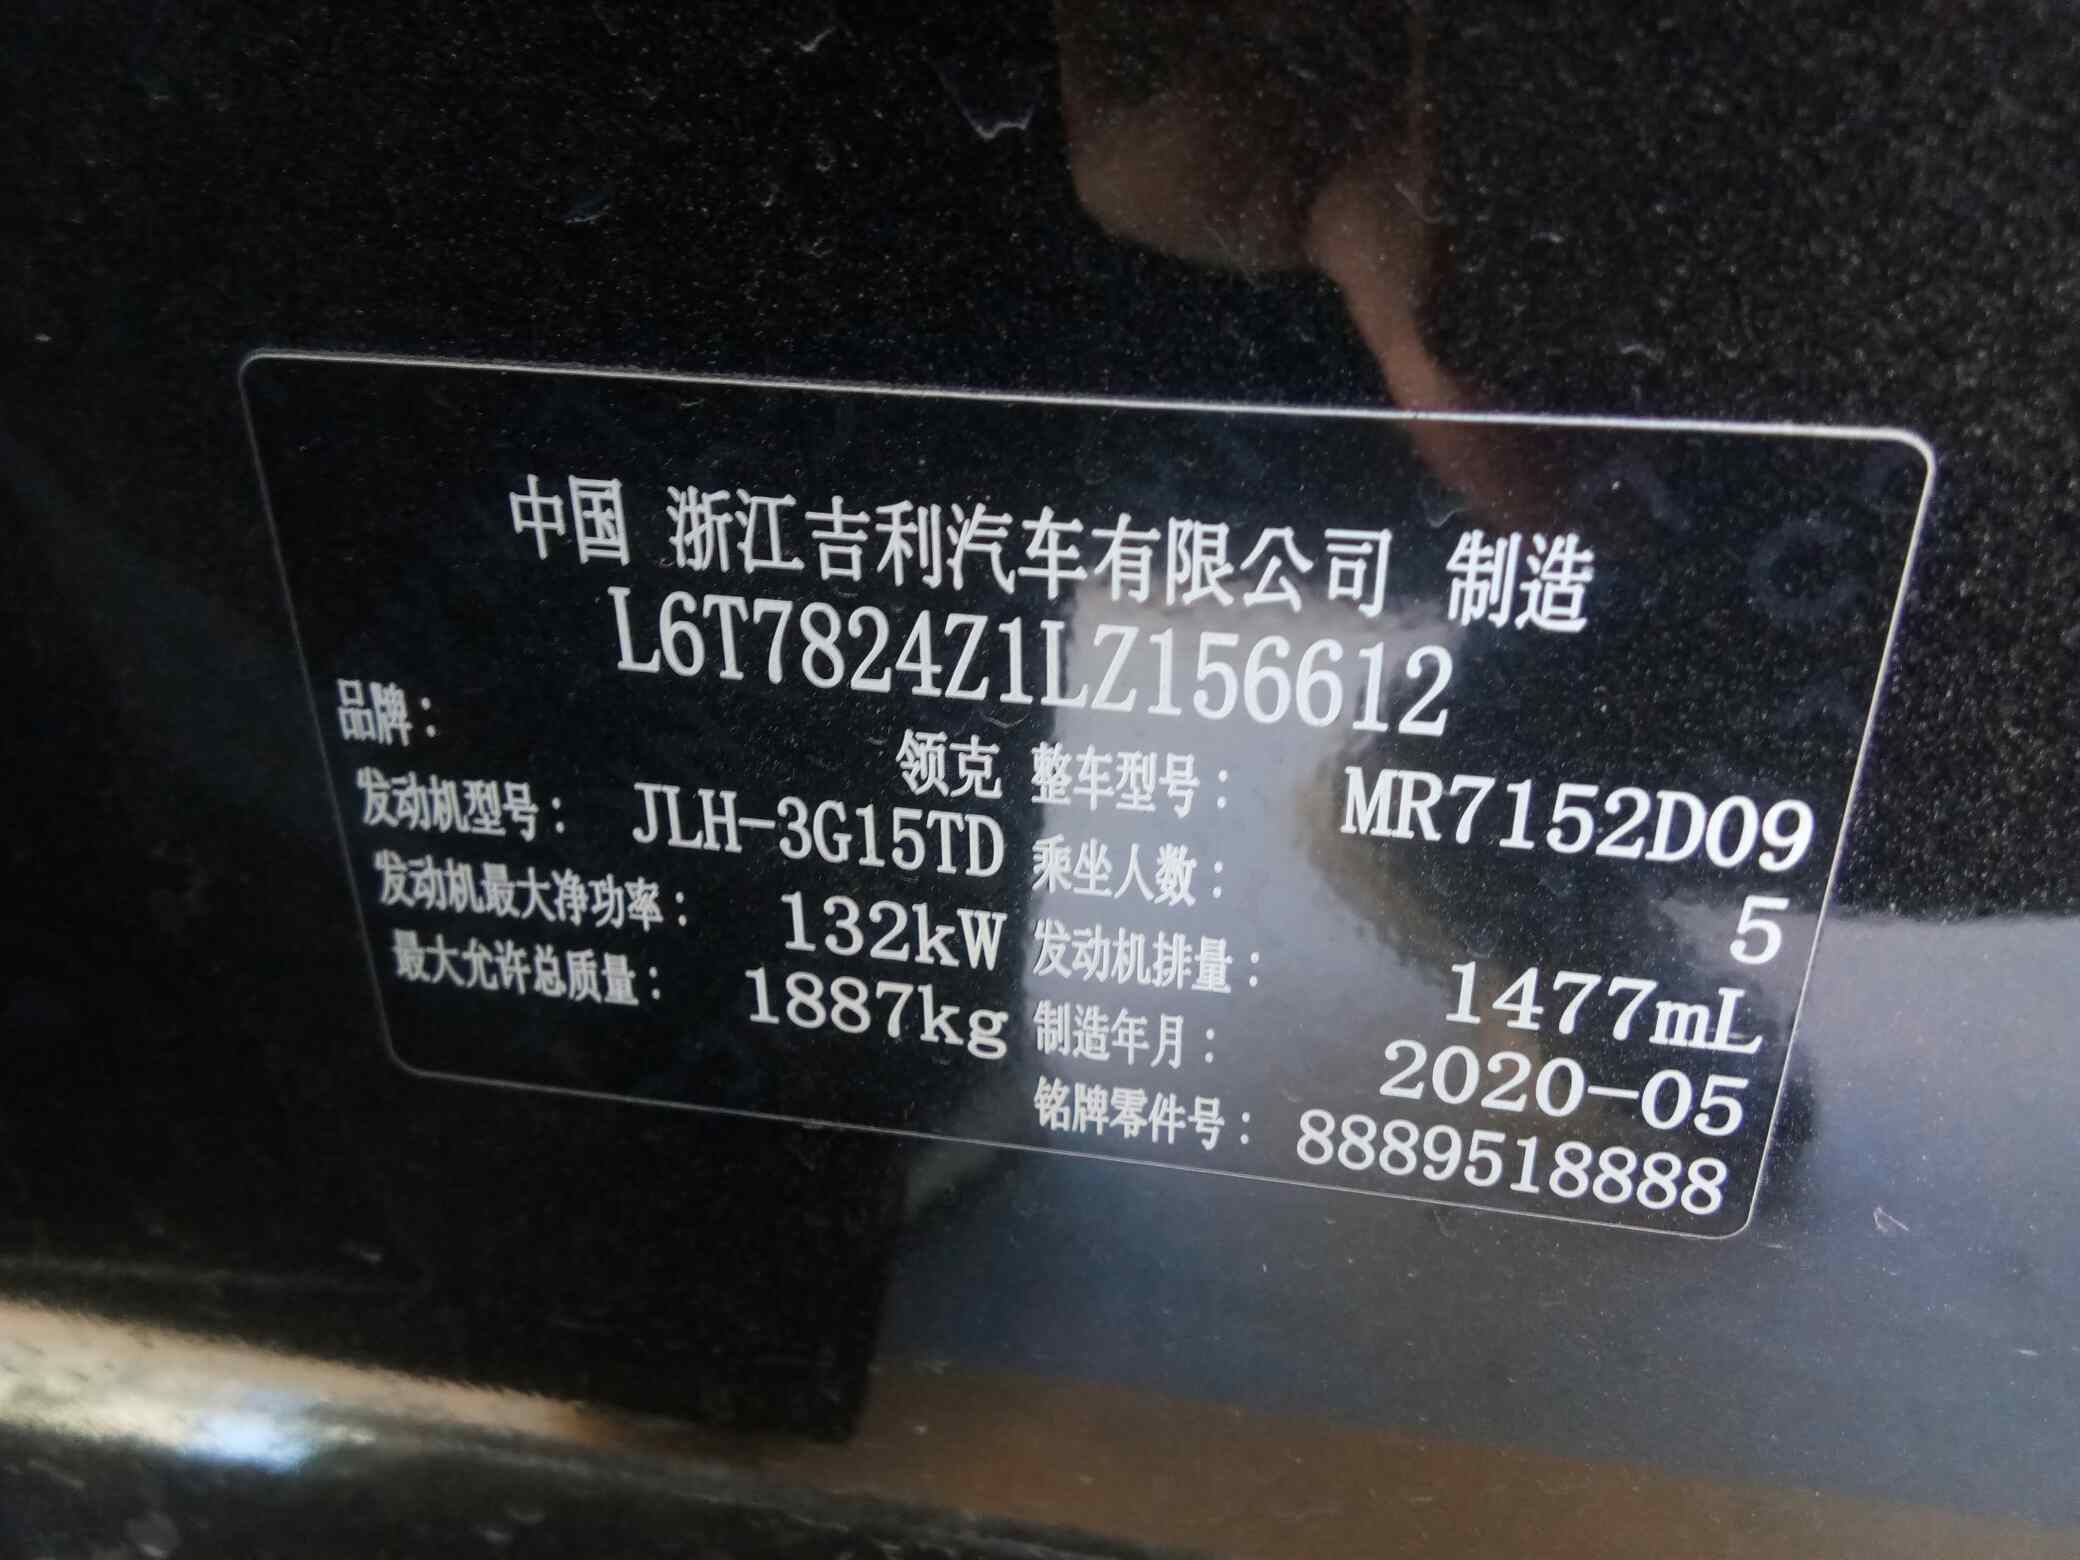 中国 浙江吉利汽车有限公司 制造
L6T7824Z1LZ156612
品牌： 领克 整车型号： MR7152D09
发动机型号： JLH-3G15TD 乘坐人数： 5
发动机最大净功率： 132kW 发动机排量： 1477mL
最大允许总质量： 1887kg 制造年月： 2020-05
铭牌零件号： 8889518888